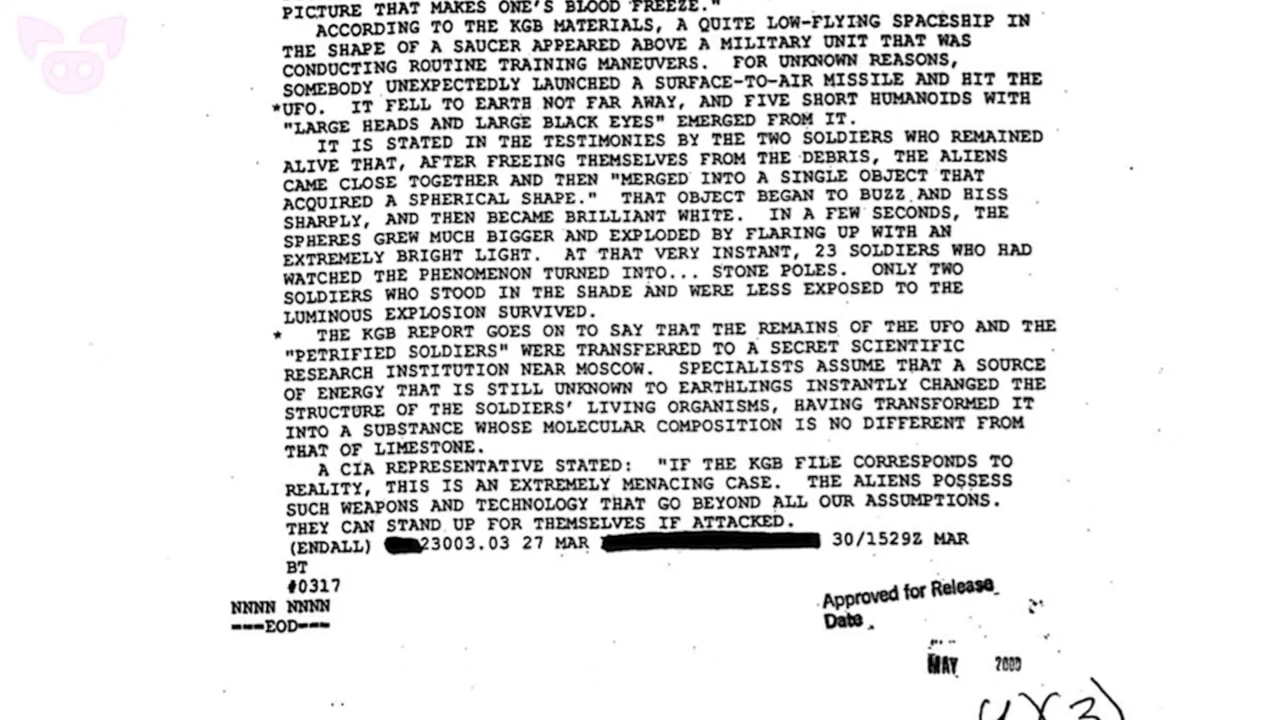 PICTURE THAT MAKES ONE'S BLOOD FREEZE."
ACCORDING TO THE KGB MATERIALS, A QUITE LOW-FLYING SPACESHIP IN
THE SHAPE OF A SAUCER APPEARED ABOVE A MILITARY UNIT THAT WAS
CONDUCTING ROUTINE TRAINING MANEUVERS. FOR UNKNOWN REASONS,
SOMEBODY UNEXPECTEDLY LAUNCHED A SURFACE-TO-AIR MISSILE AND HIT THE
*UFO. IT FELL TO EARTH NOT FAR AWAY, AND FIVE SHORT HUMANOIDS WITH
"LARGE HEADS AND LARGE BLACK EYES" EMERGED FROM IT.
IT IS STATED IN THE TESTIMONIES BY THE TWO SOLDIERS WHO REMAINED
ALIVE THAT, AFTER FREEING THEMSELVES FROM THE DEBRIS, THE ALIENS
CAME CLOSE TOGETHER AND THEN "MERGED INTO A SINGLE OBJECT THAT
ACQUIRED A SPHERICAL SHAPE." THAT OBJECT BEGAN TO BUZZ AND HISS
SHARPLY, AND THEN BECAME BRILLIANT WHITE. IN A FEW SECONDS, THE
SPHERES GREW MUCH BIGGER AND EXPLODED BY FLARING UP WITH AN
EXTREMELY BRIGHT LIGHT. AT THAT VERY INSTANT, 23 SOLDIERS WHO HAD
WATCHED THE PHENOMENON TURNED INTO... STONE POLES. ONLY TWO
SOLDIERS WHO STOOD IN THE SHADE AND WERE LESS EXPOSED TO THE
LUMINOUS EXPLOSION SURVIVED.
* THE KGB REPORT GOES ON TO SAY THAT THE REMAINS OF THE UFO AND THE
"PETRIFIED SOLDIERS" WERE TRANSFERRED TO A SECRET SCIENTIFIC
RESEARCH INSTITUTION NEAR MOSCOW. SPECIALISTS ASSUME THAT A SOURCE
OF ENERGY THAT IS STILL UNKNOWN TO EARTHLINGS INSTANTLY CHANGED THE
STRUCTURE OF THE SOLDIERS' LIVING ORGANISMS, HAVING TRANSFORMED IT
INTO A SUBSTANCE WHOSE MOLECULAR COMPOSITION IS NO DIFFERENT FROM
THAT OF LIMESTONE.
A CIA REPRESENTATIVE STATED: "IF THE KGB FILE CORRESPONDS TO
REALITY, THIS IS AN EXTREMELY MENACING CASE. THE ALIENS POSSESS
SUCH WEAPONS AND TECHNOLOGY THAT GO BEYOND ALL OUR ASSUMPTIONS.
THEY CAN STAND UP FOR THEMSELVES IF ATTACKED.
(ENDALL) 23003.03 27 MAR 30/1529Z MAR
BT
#0317
NNNN NNNN
---EOD---
Approved for Release
Date
MAY 2000